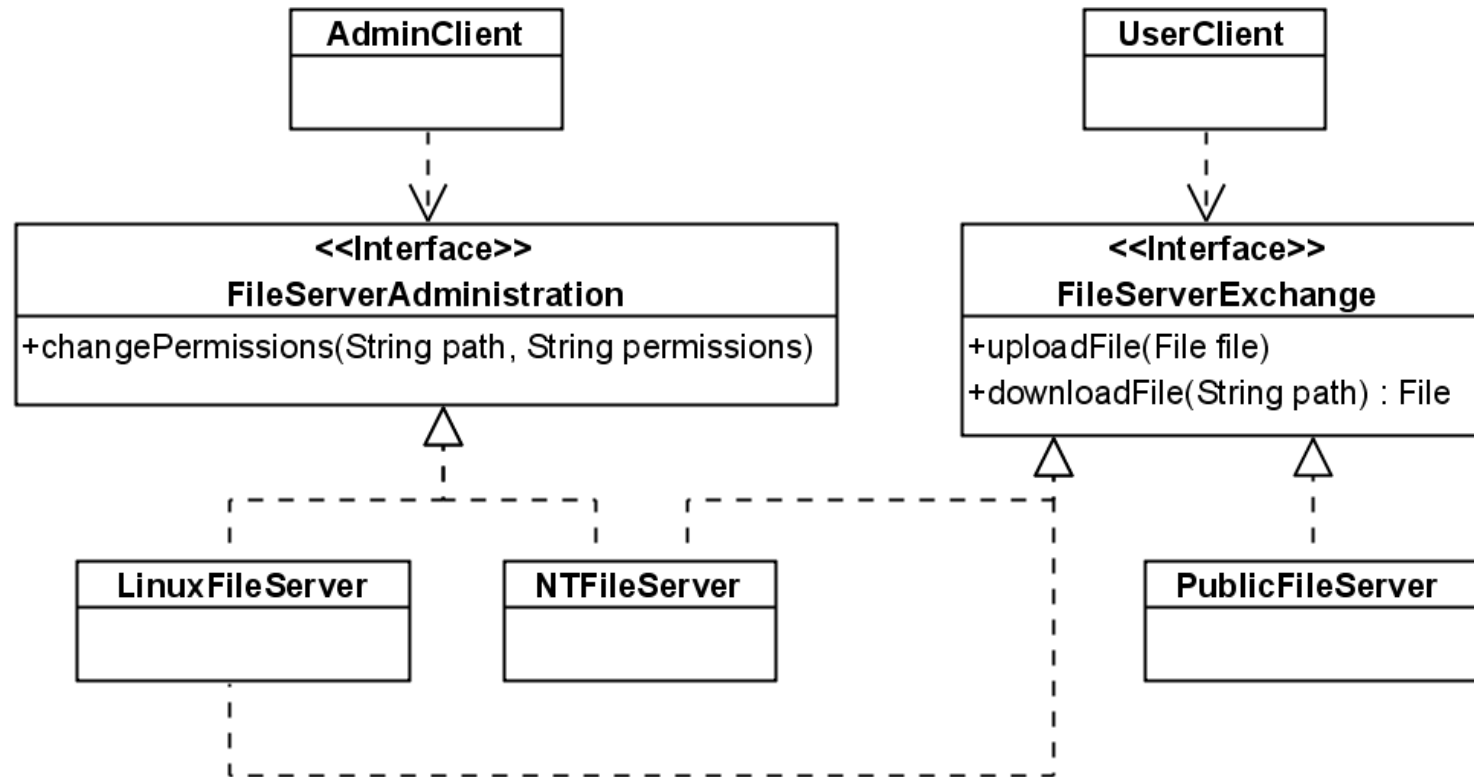 AdminClient
UserClient
<<Interface>>
FileServerAdministration
+changePermissions(String path, String permissions)
<<Interface>>
FileServerExchange
+uploadFile(File file)
+downloadFile(String path) : File
LinuxFileServer
NTFileServer
PublicFileServer